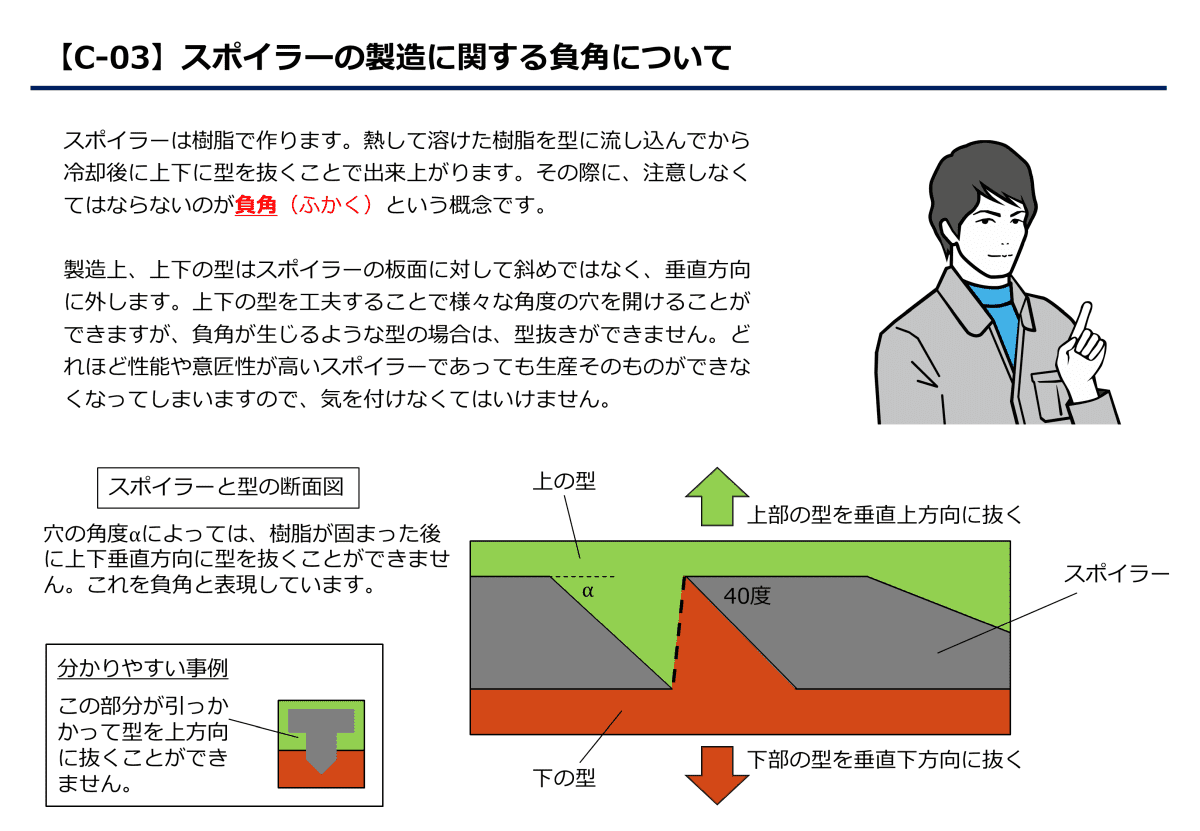 【C-03】スポイラーの製造に関する負角について
スポイラーは樹脂で作ります。熱して溶けた樹脂を型に流し込んでから
冷却後に上下に型を抜くことで出来上がります。その際に、注意しなく
てはならないのが負角（ふかく）という概念です。
製造上、上下の型はスポイラーの板面に対して斜めではなく、垂直方向
に外します。上下の型を工夫することで様々な角度の穴を開けることが
できますが、負角が生じるような型の場合は、型抜きができません。ど
れほど性能や意匠性が高いスポイラーであっても生産そのものができな
くなってしまいますので、気を付けなくてはいけません。
スポイラーと型の断面図
穴の角度αによっては、樹脂が固まった後
に上下垂直方向に型を抜くことができませ
ん。これを負角と表現しています。
分かりやすい事例
この部分が引っか
かって型を上方向
に抜くことができ
ません。
上の型
上部の型を垂直上方向に抜く
スポイラー
α
40度
下の型
下部の型を垂直下方向に抜く